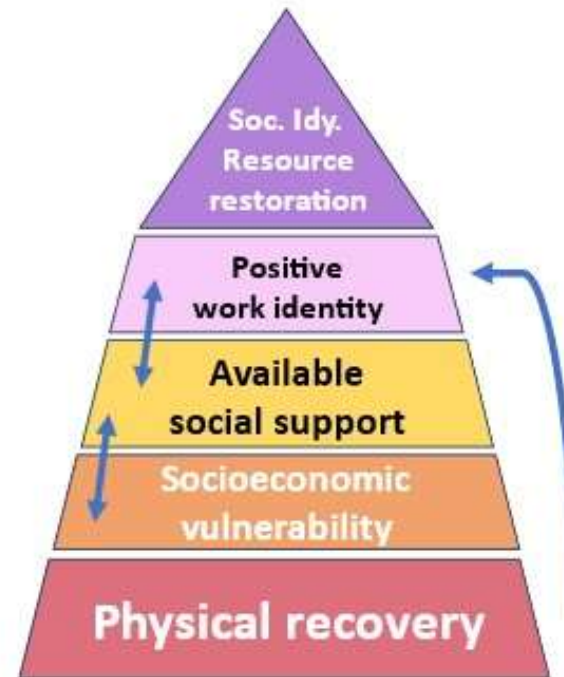 Soc. Idy.
Resource
restoration
Positive
work identity
Available
social support
Socioeconomic
vulnerability
Physical recovery